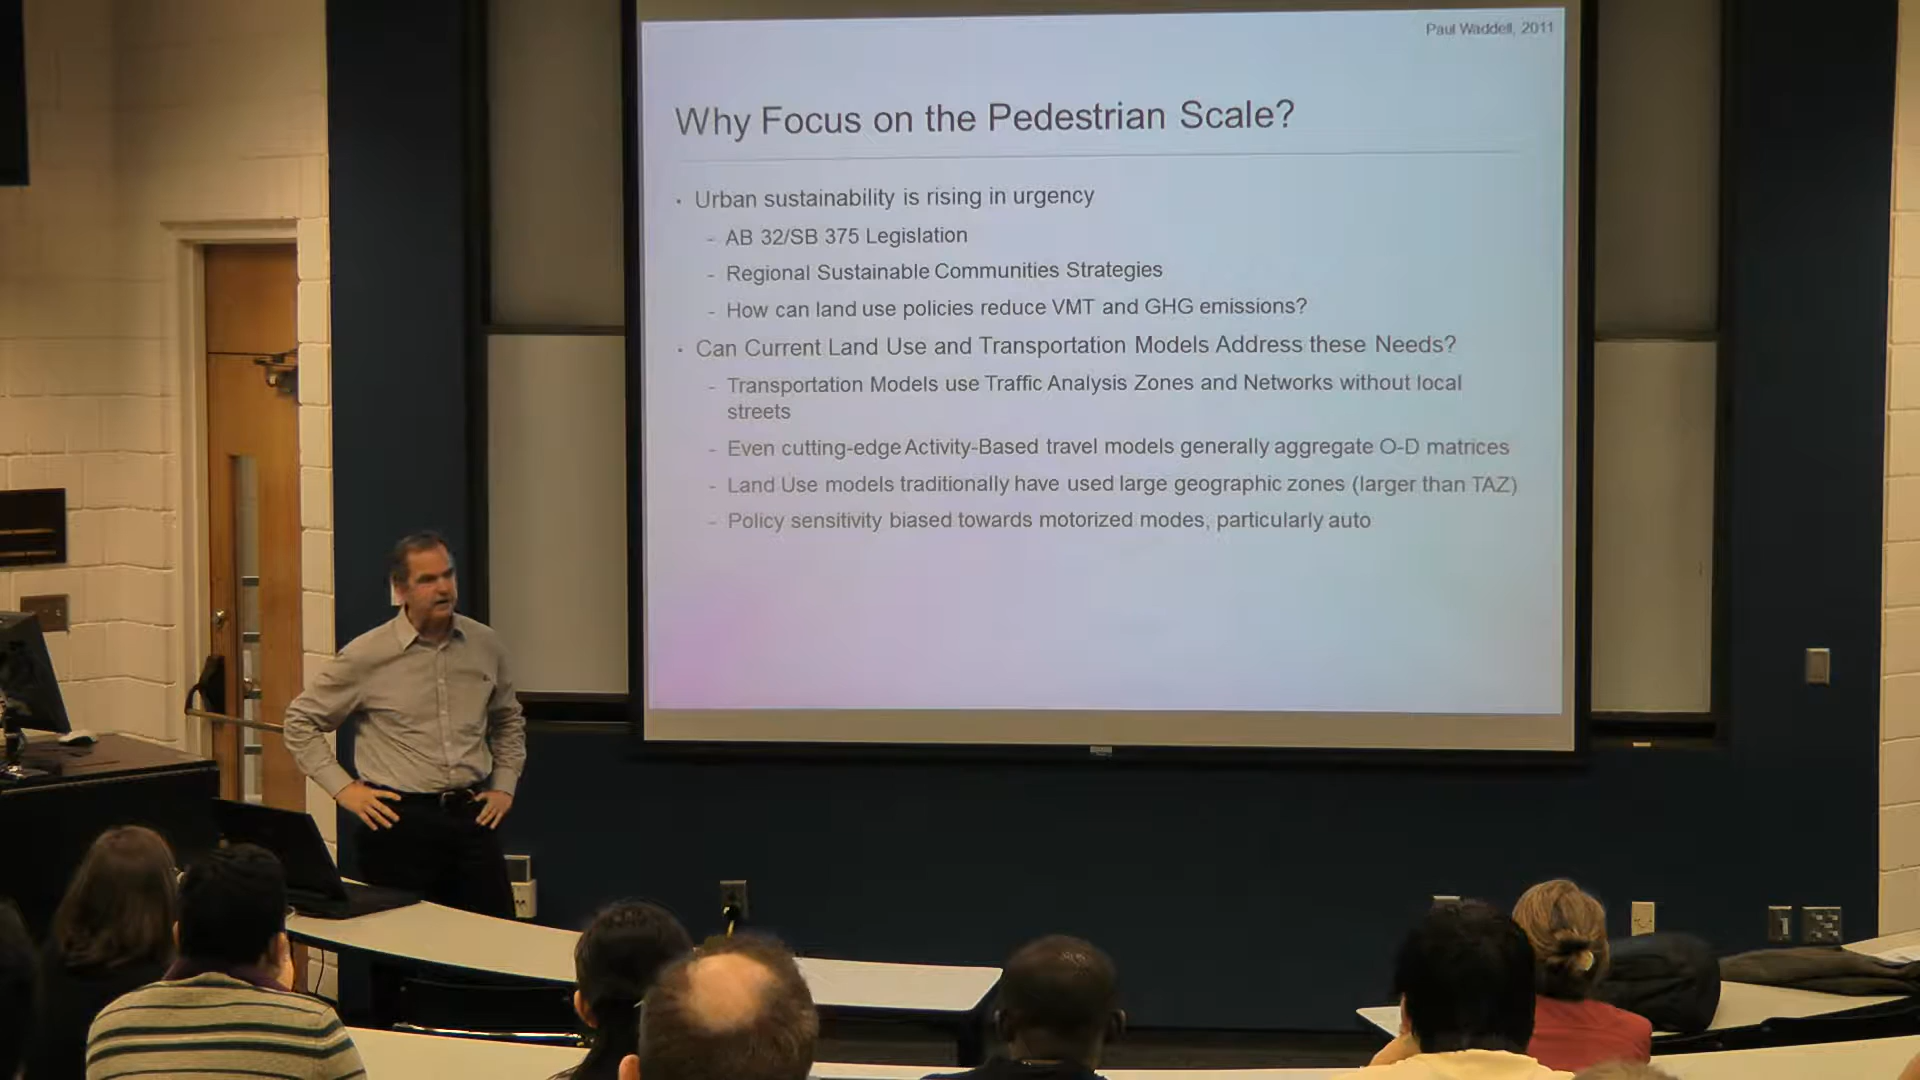 Paul Waddell, 2011
Why Focus on the Pedestrian Scale?
· Urban sustainability is rising in urgency
- AB 32/SB 375 Legislation
- Regional Sustainable Communities Strategies
- How can land use policies reduce VMT and GHG emissions?
· Can Current Land Use and Transportation Models Address these Needs?
- Transportation Models use Traffic Analysis Zones and Networks without local
streets
- Even cutting-edge Activity-Based travel models generally aggregate O-D matrices
- Land Use models traditionally have used large geographic zones (larger than TAZ)
- Policy sensitivity biased towards motorized modes, particularly auto